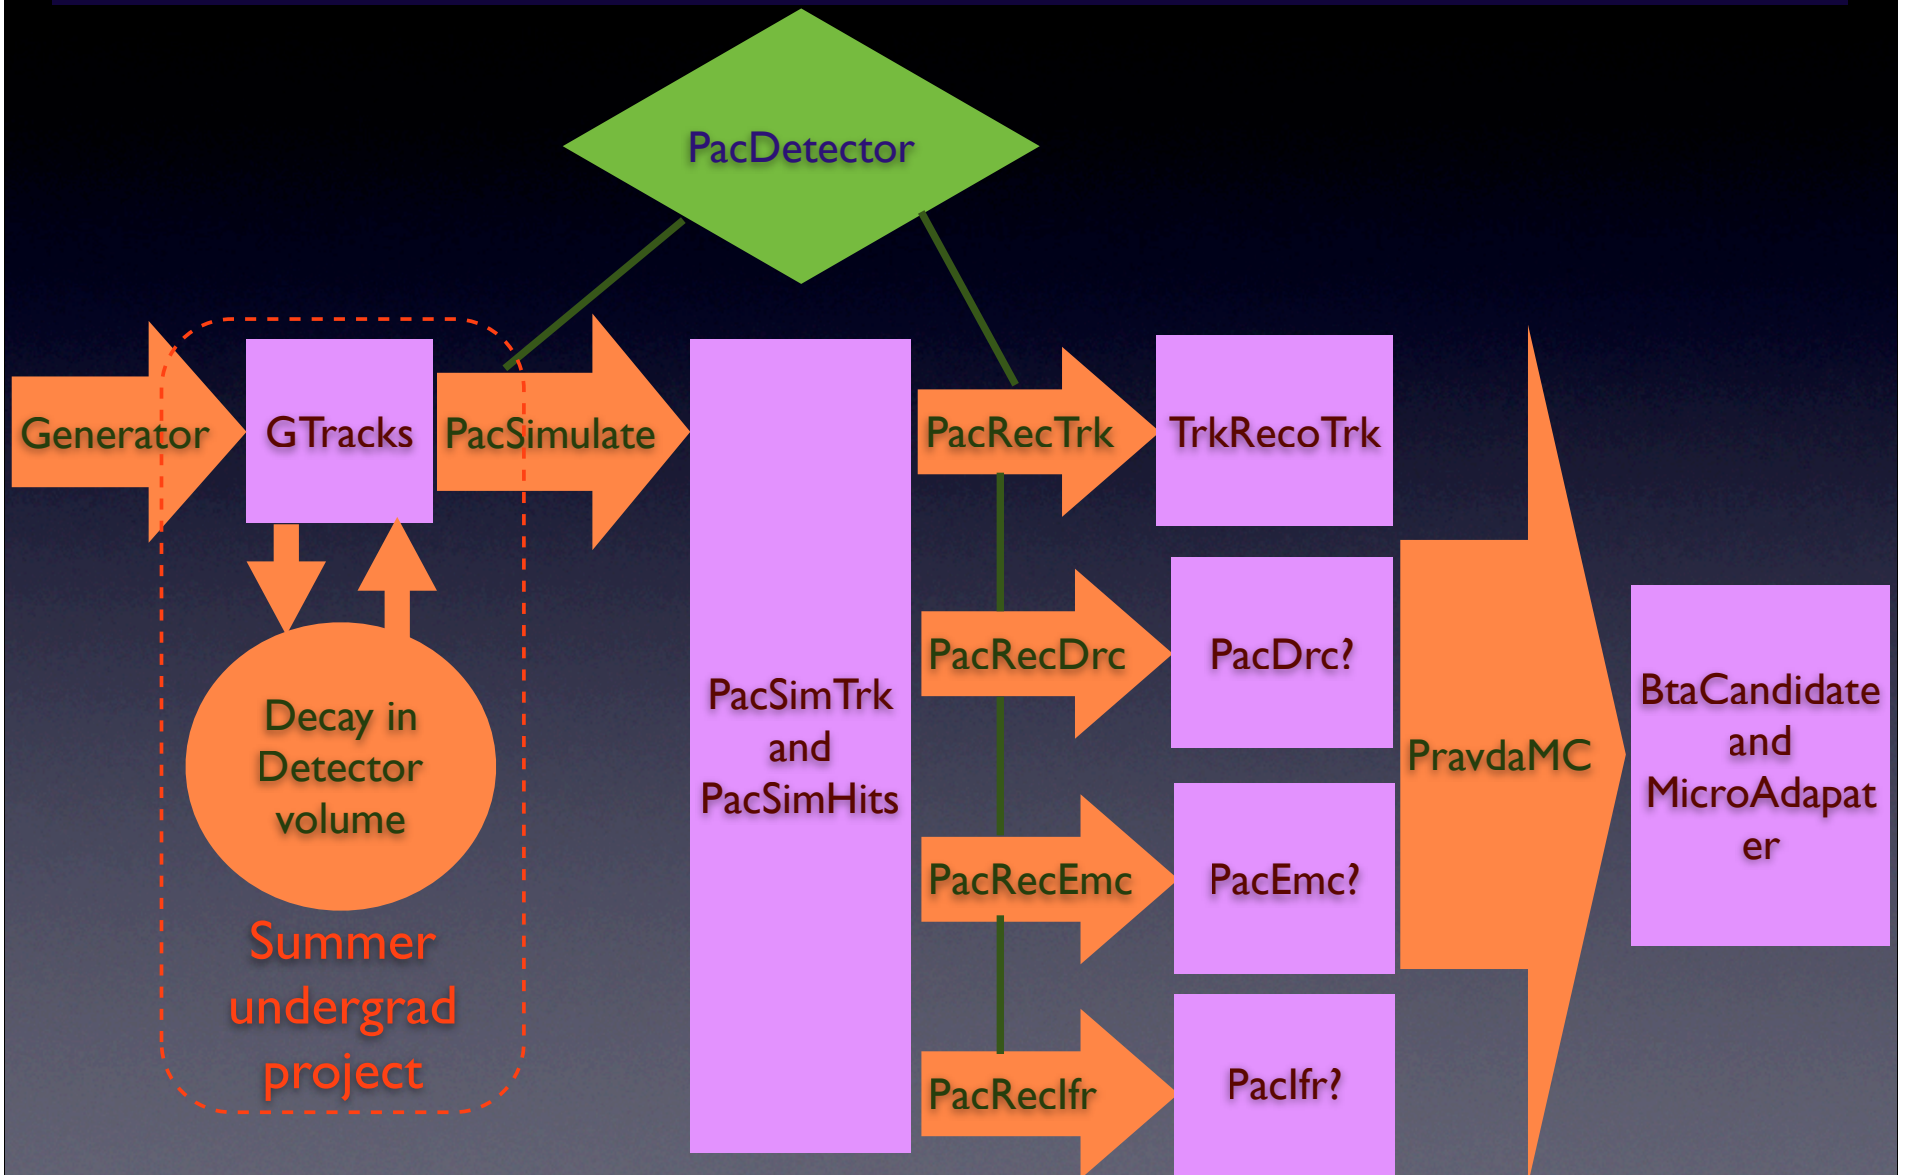 PacDetector
Generator
GTracks
PacSimulate
Decay in
Detector
volume
Summer
undergrad
project
PacSimTrk
and
PacSimHits
PacRecTrk
TrkRecoTrk
PacRecDrc
PacDrc?
PacRecEmc
PacEmc?
PacRecIfr
PacIfr?
PravdaMC
BtaCandidate
and
MicroAdapat
er